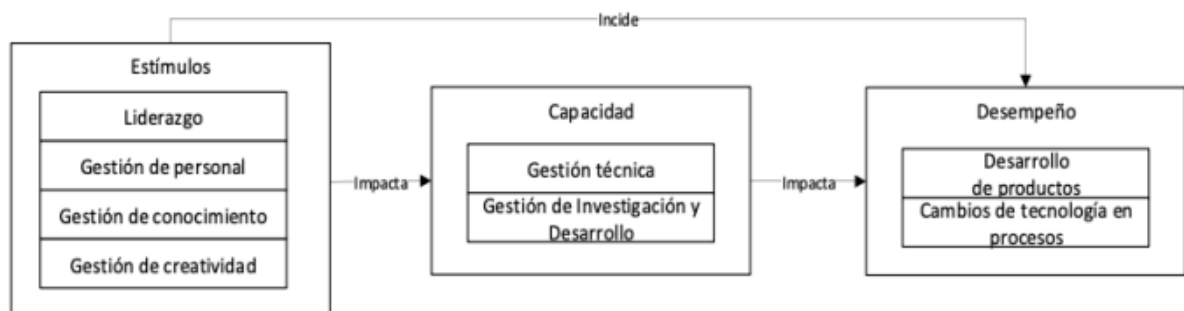 Incide
Estímulos
Liderazgo
Gestión de personal
Gestión de conocimiento
Gestión de creatividad
Impacta
Capacidad
Gestión técnica
Gestión de Investigación y
Desarrollo
Impacta
Desempeño
Desarrollo
de productos
Cambios de tecnología en
procesos